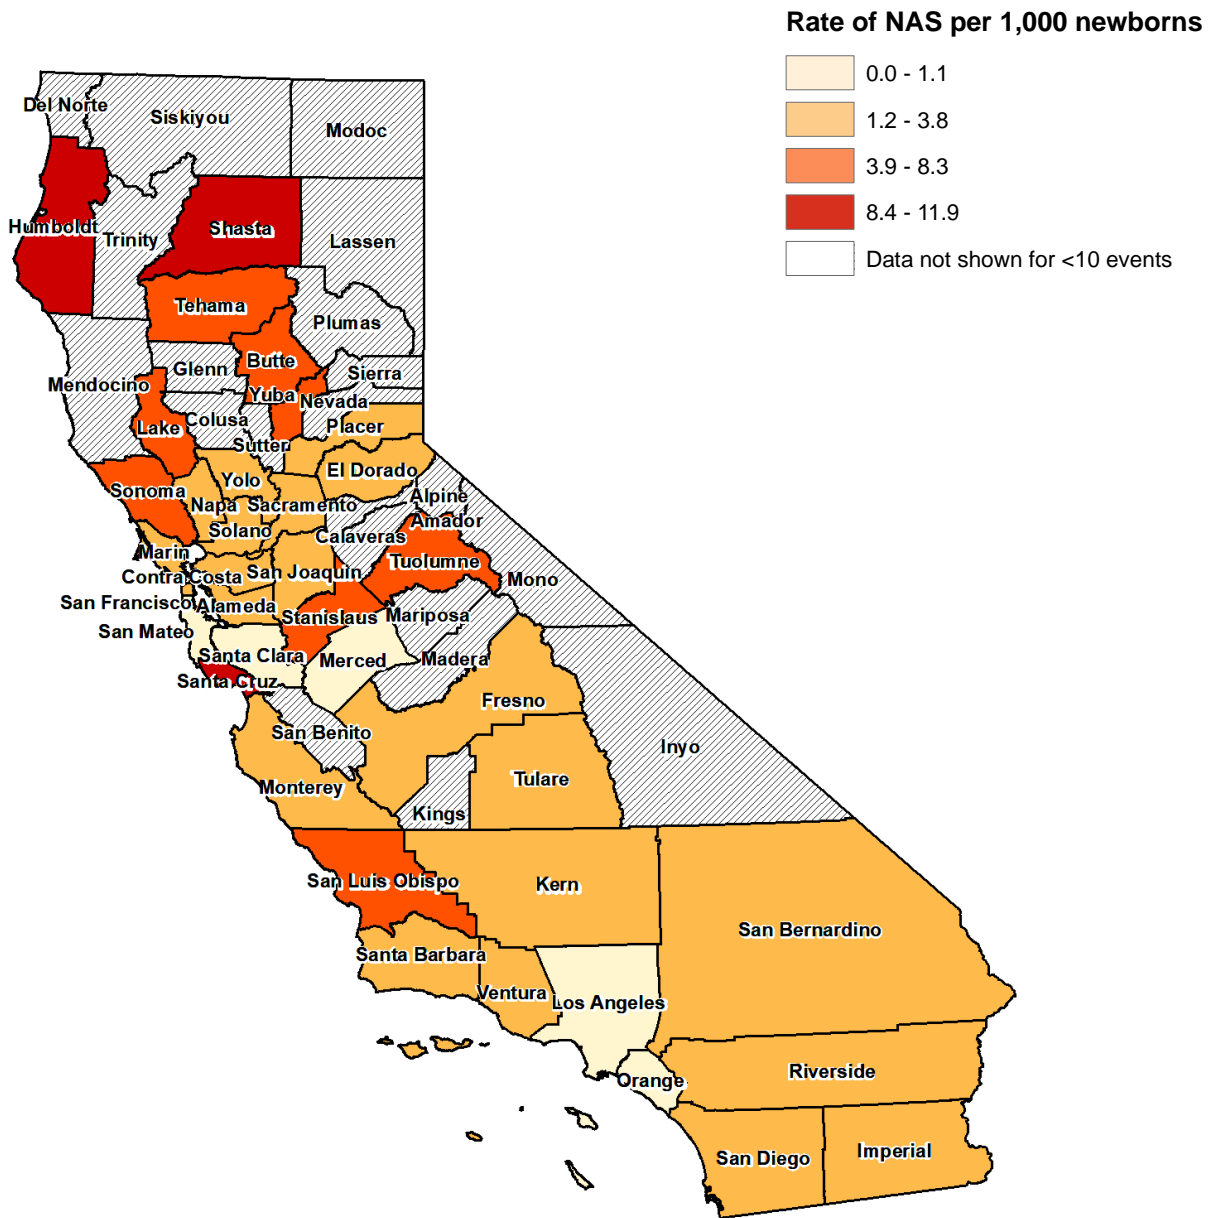 Rate of NAS per 1,000 newborns
0.0 - 1.1
1.2 - 3.8
3.9 - 8.3
8.4 - 11.9
Data not shown for <10 events
Del Norte
Siskiyou
Modoc
Humboldt
Trinity
Shasta
Lassen
Tehama
Plumas
Mendocino
Glenn
Butte
Sierra
Lake
Colusa
Yuba
Nevada
Sutter
Placer
Sonoma
Napa
Yolo
Sacramento
El Dorado
Alpine
Solano
Calaveras
Amador
Marin
Contra Costa
San Joaquin
Tuolumne
Mono
San Francisco
Alameda
Stanislaus
Mariposa
San Mateo
Santa Clara
Merced
Madera
Santa Cruz
Fresno
San Benito
Inyo
Monterey
Tulare
Kings
San Luis Obispo
Kern
San Bernardino
Santa Barbara
Ventura
Los Angeles
Orange
Riverside
San Diego
Imperial